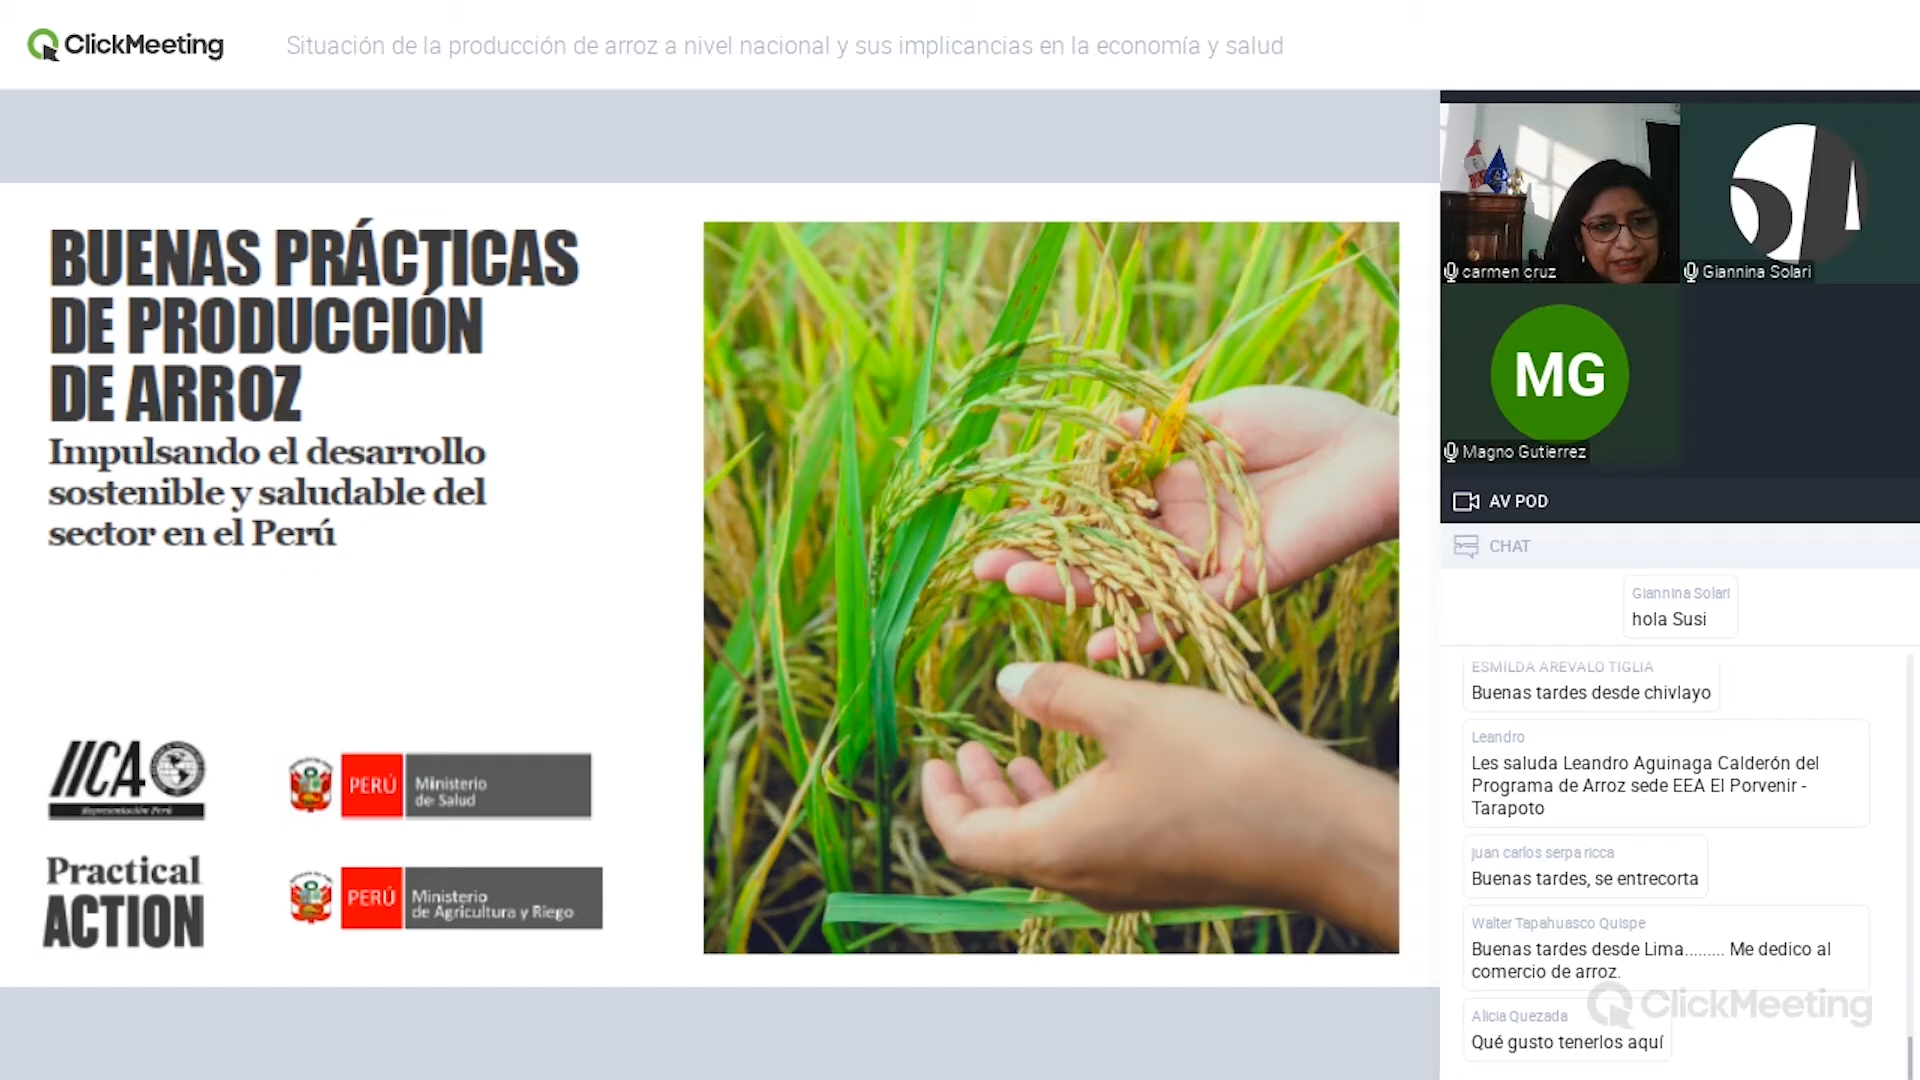 ClickMeeting
Situación de la producción de arroz a nivel nacional y sus implicancias en la economía y salud
BUENAS PRÁCTICAS
DE PRODUCCIÓN
DE ARROZ
Impulsando el desarrollo
sostenible y saludable del
sector en el Perú
IICA
Representación Perú
PERÚ
Ministerio
de Salud
Practical
ACTION
PERÚ
Ministerio
de Agricultura y Riego
carmen cruz
Giannina Solari
MG
Magno Gutierrez
AV POD
CHAT
Giannina Solari
hola Susi
ESMILDA AREVALO TIGLIA
Buenas tardes desde chivlayo
Leandro
Les saluda Leandro Aguinaga Calderón del
Programa de Arroz sede EEA El Porvenir -
Tarapoto
juan carlos serpa ricca
Buenas tardes, se entrecorta
Walter Tapahuasco Quispe
Buenas tardes desde Lima......... Me dedico al
comercio de arroz.
Alicia Quezada
Qué gusto tenerlos aquí
ClickMeeting